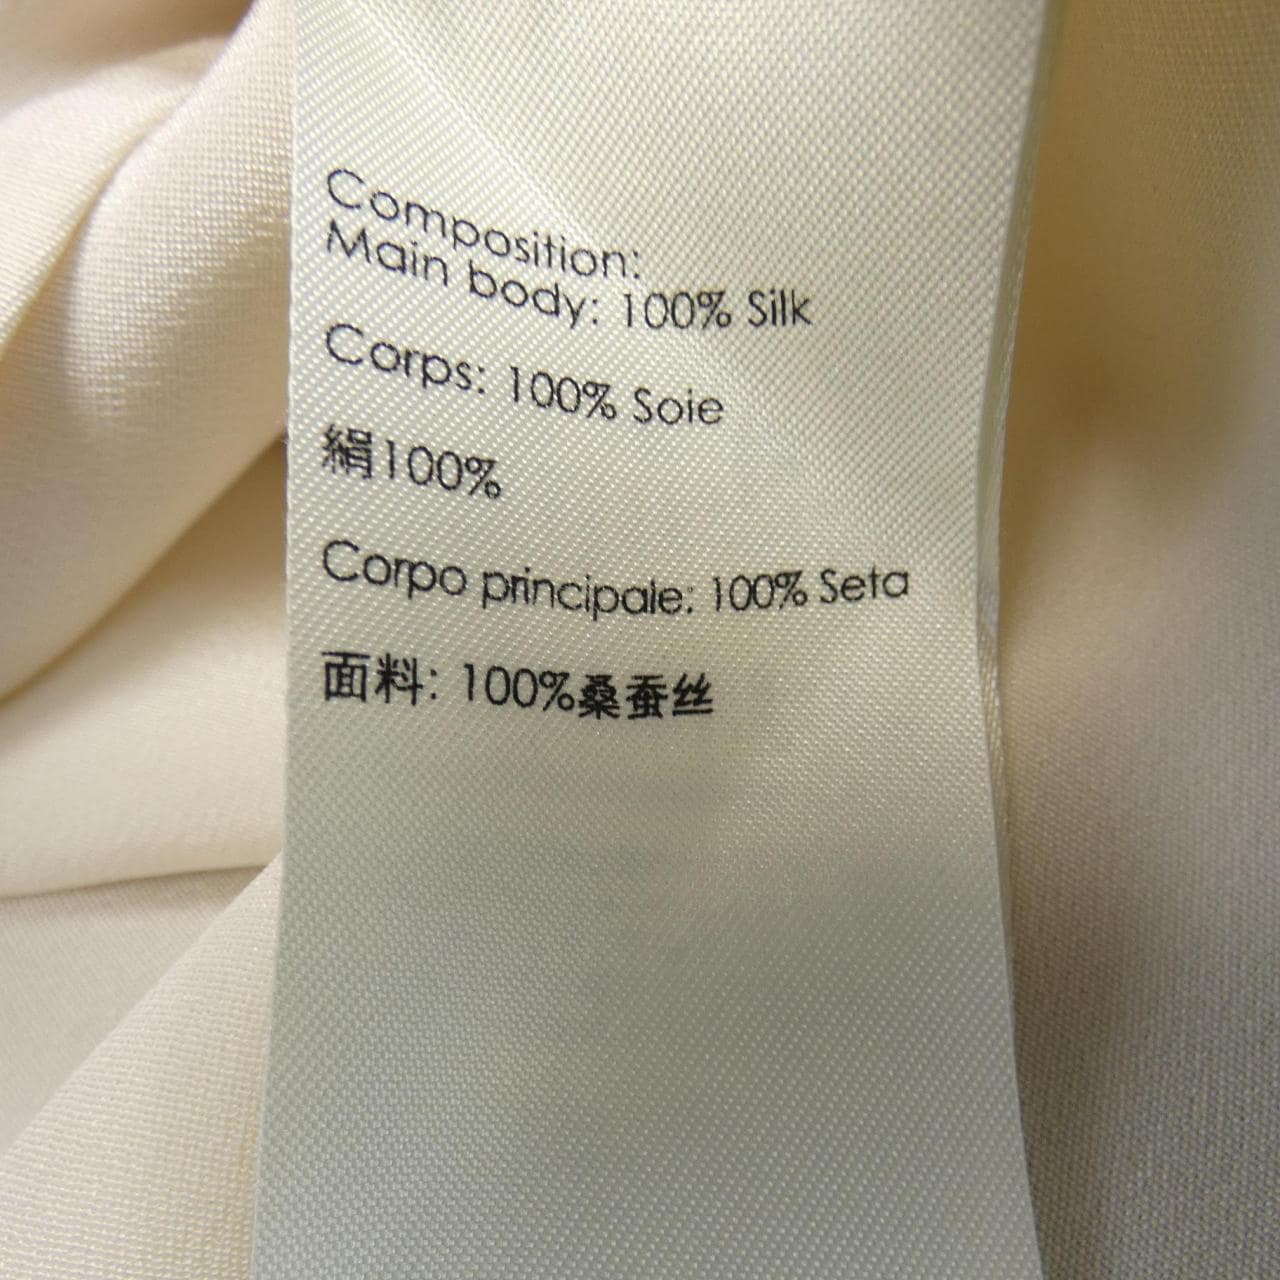 Composition:
Main body: 100% Silk
Corps: 100% Soie
絹100%
Corpo principale: 100% Seta
面料: 100%桑蚕丝